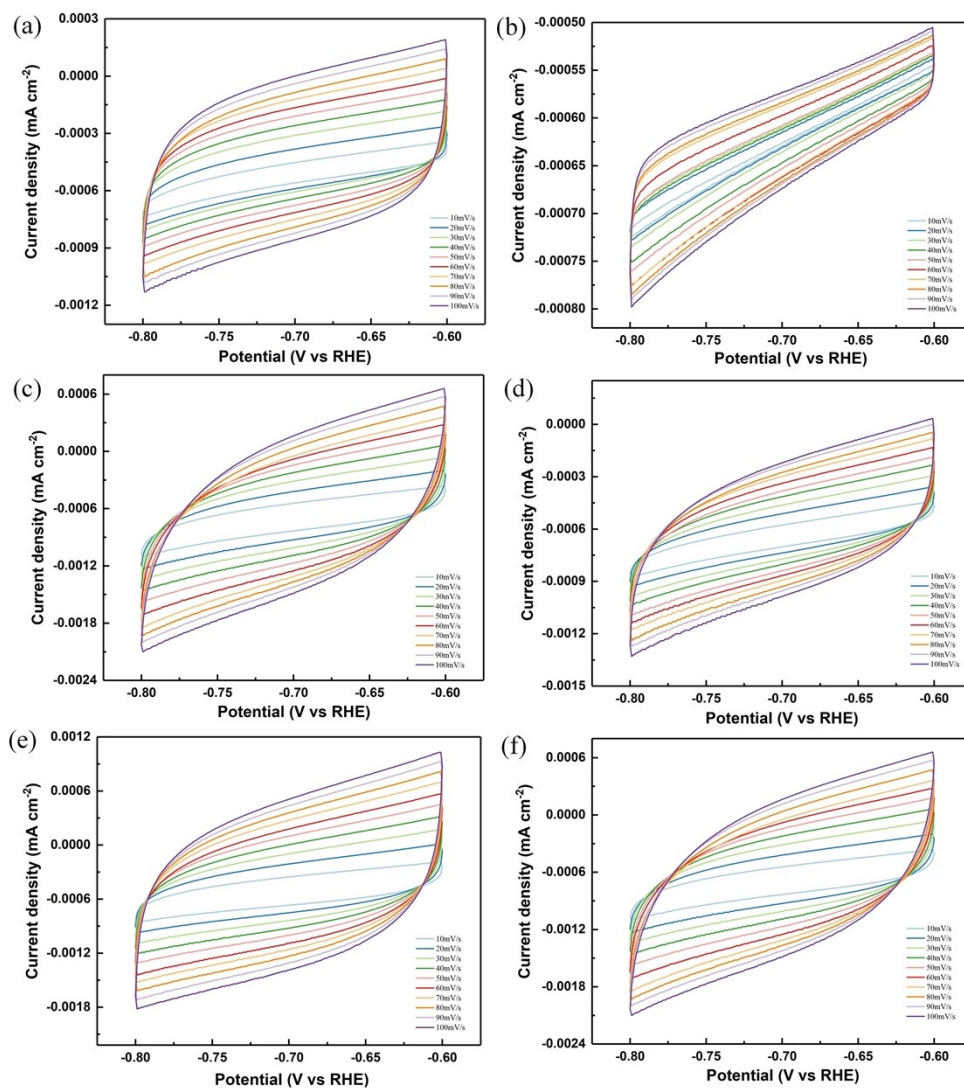 (a)
0.0003
0.0000
-0.0003
-0.0006
-0.0009
-0.0012
Current density (mA cm⁻²)
10mV/s
20mV/s
30mV/s
40mV/s
50mV/s
60mV/s
70mV/s
80mV/s
90mV/s
100mV/s
-0.80 -0.75 -0.70 -0.65 -0.60
Potential (V vs RHE)
(b)
-0.00050
-0.00055
-0.00060
-0.00065
-0.00070
-0.00075
-0.00080
Current density (mA cm⁻²)
10mV/s
20mV/s
30mV/s
40mV/s
50mV/s
60mV/s
70mV/s
80mV/s
90mV/s
100mV/s
-0.80 -0.75 -0.70 -0.65 -0.60
Potential (V vs RHE)
(c)
0.0006
0.0000
-0.0006
-0.0012
-0.0018
-0.0024
Current density (mA cm⁻²)
10mV/s
20mV/s
30mV/s
40mV/s
50mV/s
60mV/s
70mV/s
80mV/s
90mV/s
100mV/s
-0.80 -0.75 -0.70 -0.65 -0.60
Potential (V vs RHE)
(d)
0.0000
-0.0003
-0.0006
-0.0009
-0.0012
-0.0015
Current density (mA cm⁻²)
10mV/s
20mV/s
30mV/s
40mV/s
50mV/s
60mV/s
70mV/s
80mV/s
90mV/s
100mV/s
-0.80 -0.75 -0.70 -0.65 -0.60
Potential (V vs RHE)
(e)
0.0012
0.0006
0.0000
-0.0006
-0.0012
-0.0018
Current density (mA cm⁻²)
10mV/s
20mV/s
30mV/s
40mV/s
50mV/s
60mV/s
70mV/s
80mV/s
90mV/s
100mV/s
-0.80 -0.75 -0.70 -0.65 -0.60
Potential (V vs RHE)
(f)
0.0006
0.0000
-0.0006
-0.0012
-0.0018
-0.0024
Current density (mA cm⁻²)
10mV/s
20mV/s
30mV/s
40mV/s
50mV/s
60mV/s
70mV/s
80mV/s
90mV/s
100mV/s
-0.80 -0.75 -0.70 -0.65 -0.60
Potential (V vs RHE)